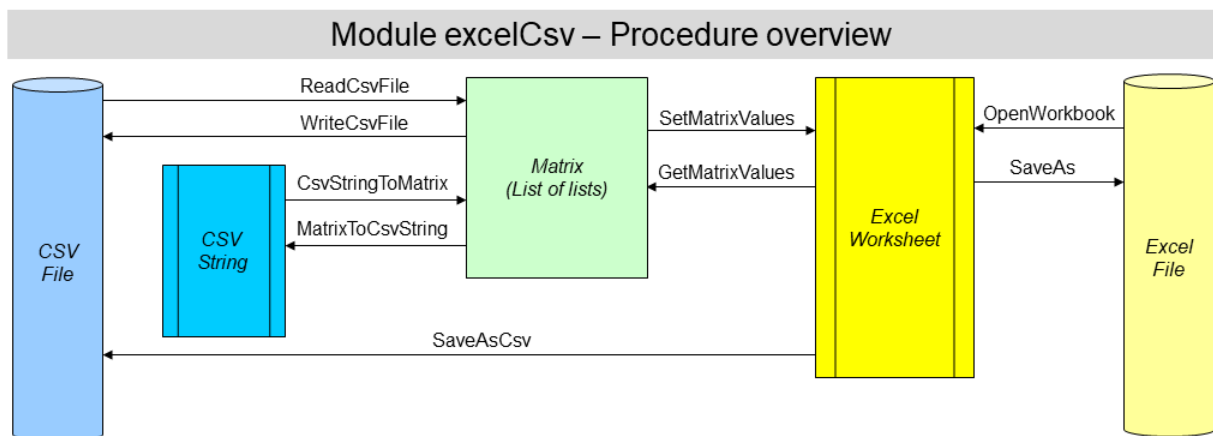 Module excelCsv – Procedure overview
ReadCsvFile
WriteCsvFile
CsvStringToMatrix
MatrixToCsvString
SaveAsCsv
CSV
File
CSV
String
Matrix
(List of lists)
SetMatrixValues
GetMatrixValues
Excel
Worksheet
OpenWorkbook
SaveAs
Excel
File